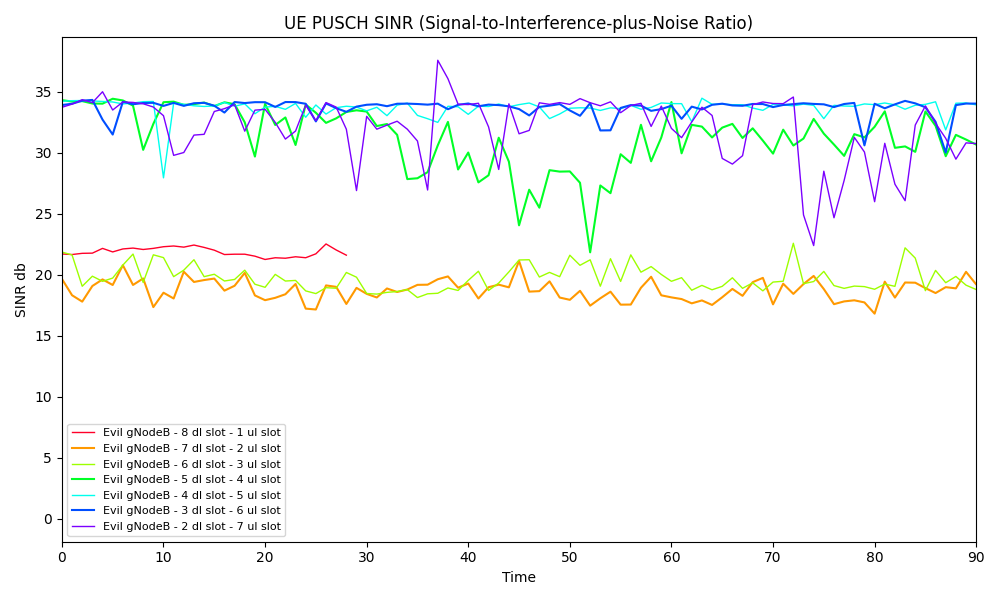 UE PUSCH SINR (Signal-to-Interference-plus-Noise Ratio)
SINR db
35
30
25
20
15
10
5
0
Evil gNodeB - 8 dl slot - 1 ul slot
Evil gNodeB - 7 dl slot - 2 ul slot
Evil gNodeB - 6 dl slot - 3 ul slot
Evil gNodeB - 5 dl slot - 4 ul slot
Evil gNodeB - 4 dl slot - 5 ul slot
Evil gNodeB - 3 dl slot - 6 ul slot
Evil gNodeB - 2 dl slot - 7 ul slot
0 10 20 30 40 50 60 70 80 90
Time